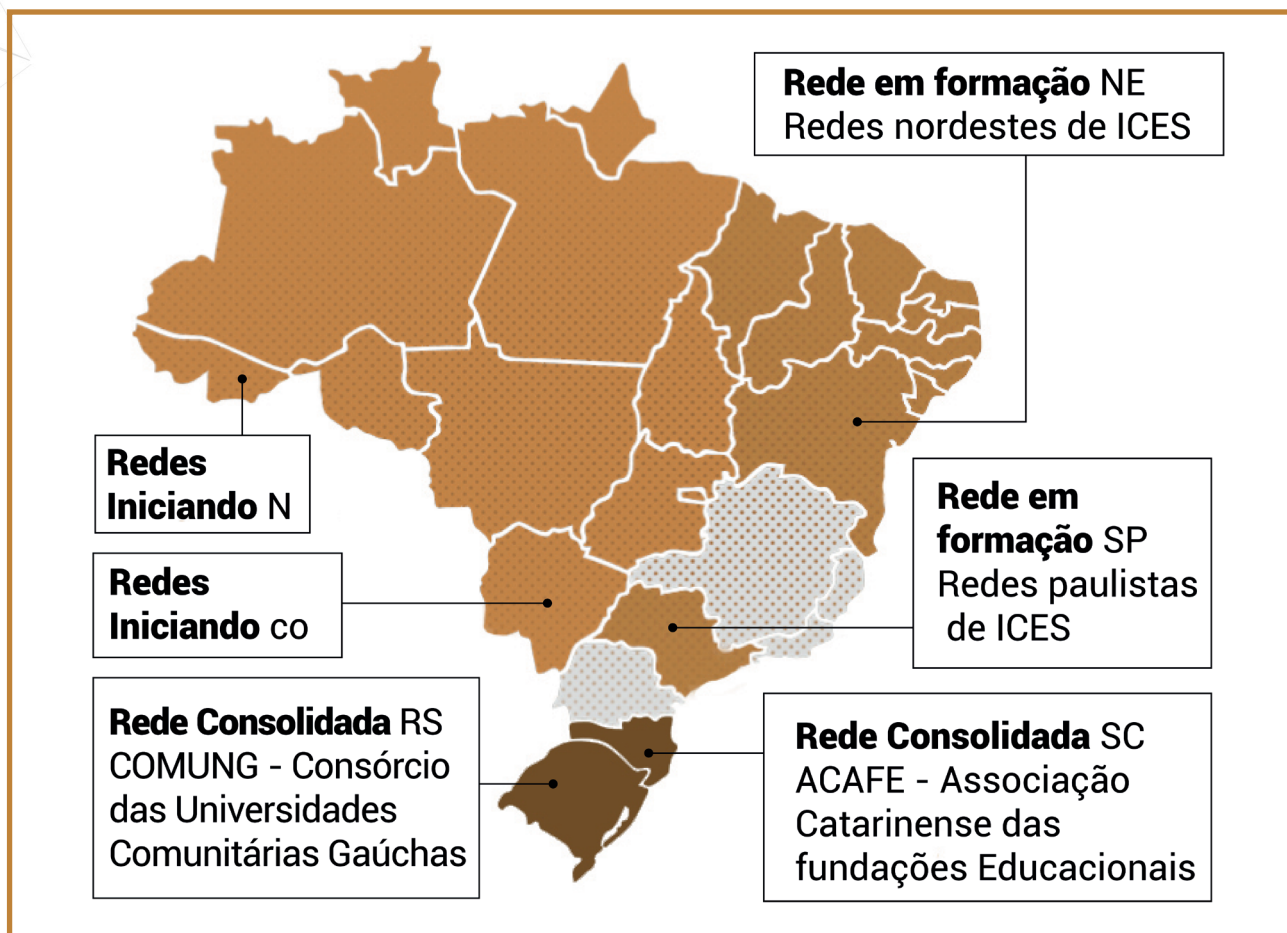 Rede em formação NE
Redes nordestes de ICES
Redes
Iniciando N
Rede em
formação SP
Redes paulistas
de ICES
Redes
Iniciando co
Rede Consolidada RS
COMUNG - Consórcio
das Universidades
Comunitárias Gaúchas
Rede Consolidada SC
ACAFE - Associação
Catarinense das
fundações Educacionais